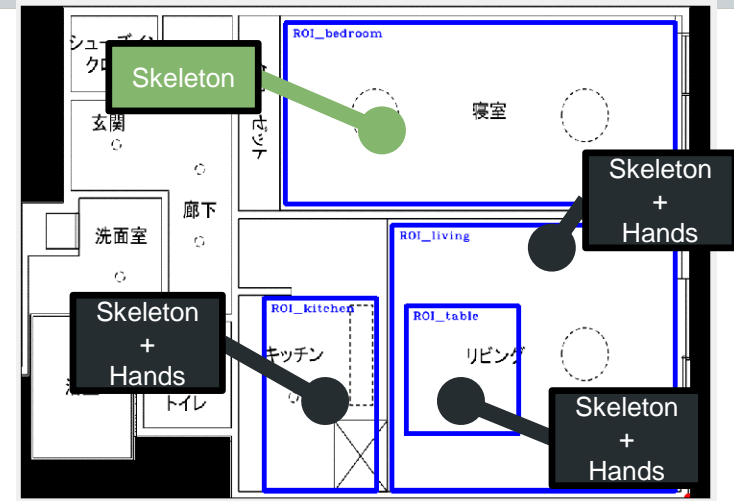 シューズイン
クロ
Skeleton
ROI_bedroom
寝室
玄関
ゼット
廊下
洗面室
Skeleton
+
Hands
ROI_living
Skeleton
+
Hands
ROI_kitchen
キッチン
ROI_table
リビング
トイレ
Skeleton
+
Hands